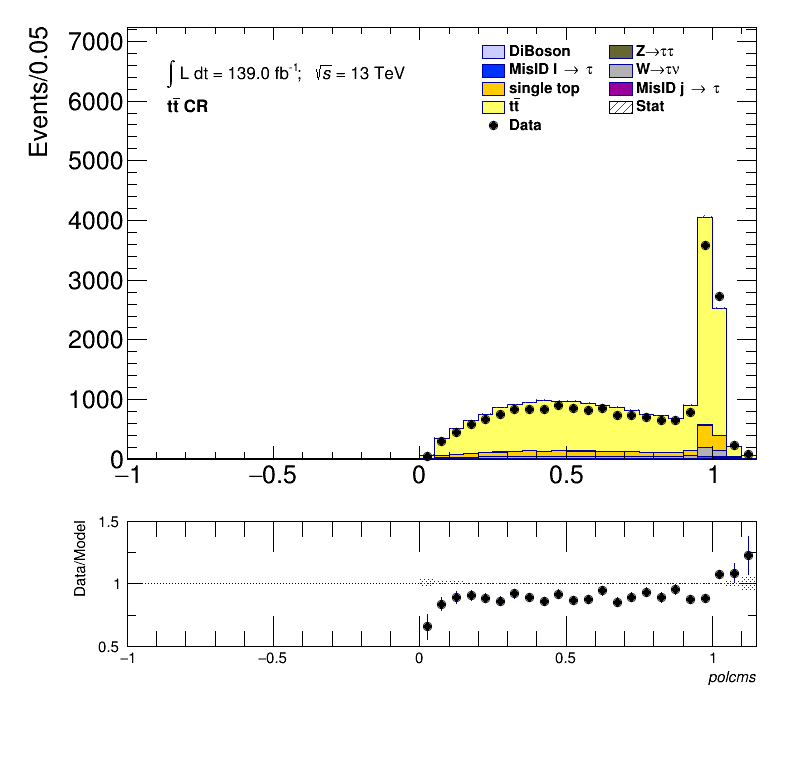 Events/0.05
7000
6000
5000
4000
3000
2000
1000
0
∫ L dt = 139.0 fb⁻¹; √s = 13 TeV
tt̄ CR
DiBoson
MisID l → τ
single top
tt̄
Data
Z→ττ
W→τν
MisID j → τ
Stat
−1 −0.5 0 0.5 1
Data/Model
1.5
1
0.5
−1 −0.5 0 0.5 1
polcms